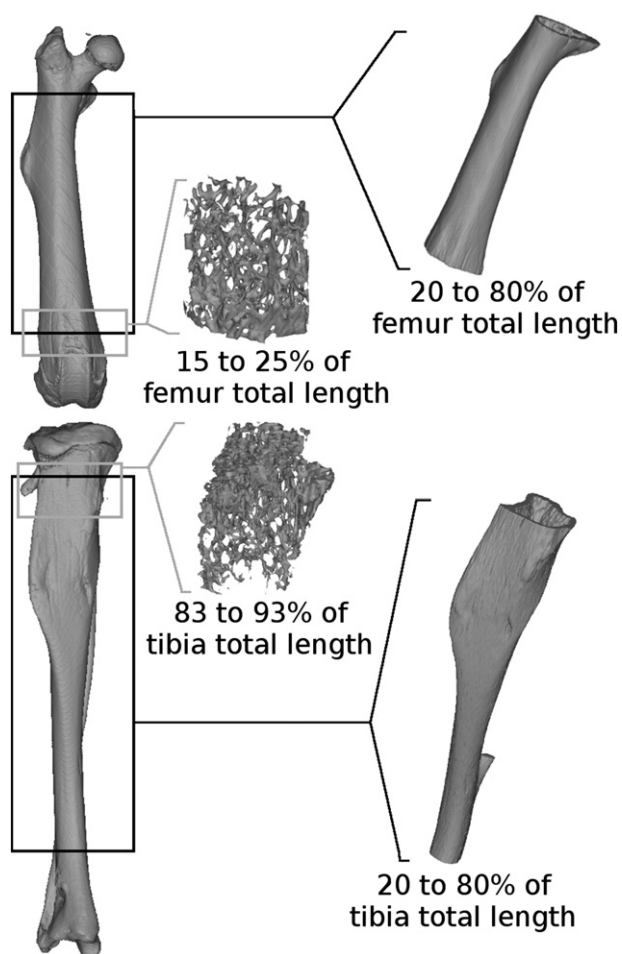 20 to 80% of
femur total length
15 to 25% of
femur total length
83 to 93% of
tibia total length
20 to 80% of
tibia total length